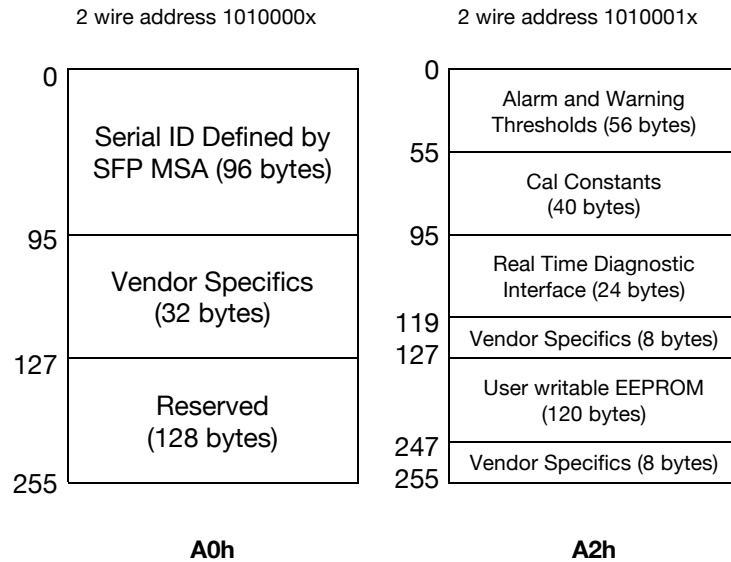 2 wire address 1010000x
0
Serial ID Defined by
SFP MSA (96 bytes)
95
Vendor Specifics
(32 bytes)
127
Reserved
(128 bytes)
255
A0h
2 wire address 1010001x
0
Alarm and Warning
Thresholds (56 bytes)
55
Cal Constants
(40 bytes)
95
Real Time Diagnostic
Interface (24 bytes)
119
Vendor Specifics (8 bytes)
127
User writable EEPROM
(120 bytes)
247
Vendor Specifics (8 bytes)
255
A2h